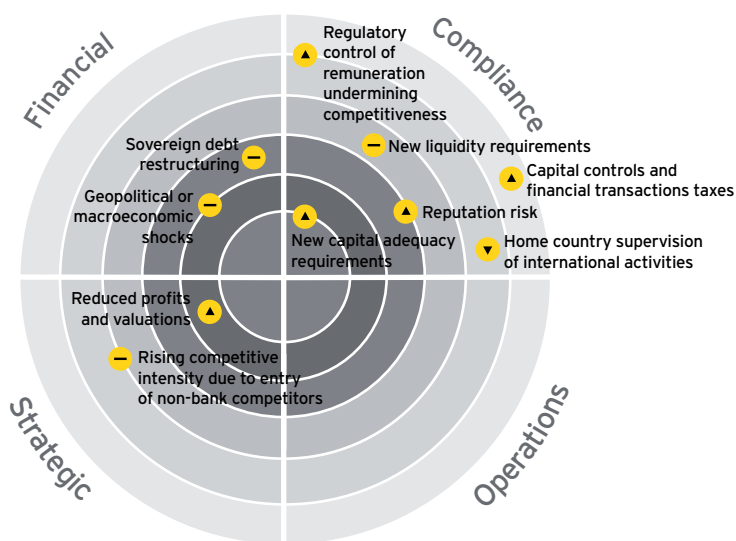 Financial
Compliance
Regulatory
control of
remuneration
undermining
competitiveness
Sovereign debt
restructuring
New liquidity requirements
Capital controls and
financial transactions taxes
Geopolitical or
macroeconomic
shocks
Reputation risk
New capital adequacy
requirements
Home country supervision
of international activities
Reduced profits
and valuations
Rising competitive
intensity due to entry
of non-bank competitors
Strategic
Operations